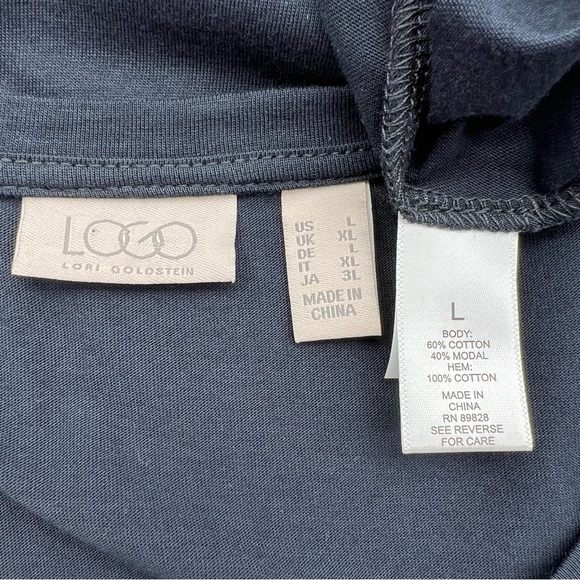 LOGO
LORI GOLDSTEIN
US L
UK XL
DE L
IT XL
JA 3L
MADE IN
CHINA
L
BODY:
60% COTTON
40% MODAL
HEM:
100% COTTON
MADE IN
CHINA
RN 89828
SEE REVERSE
FOR CARE